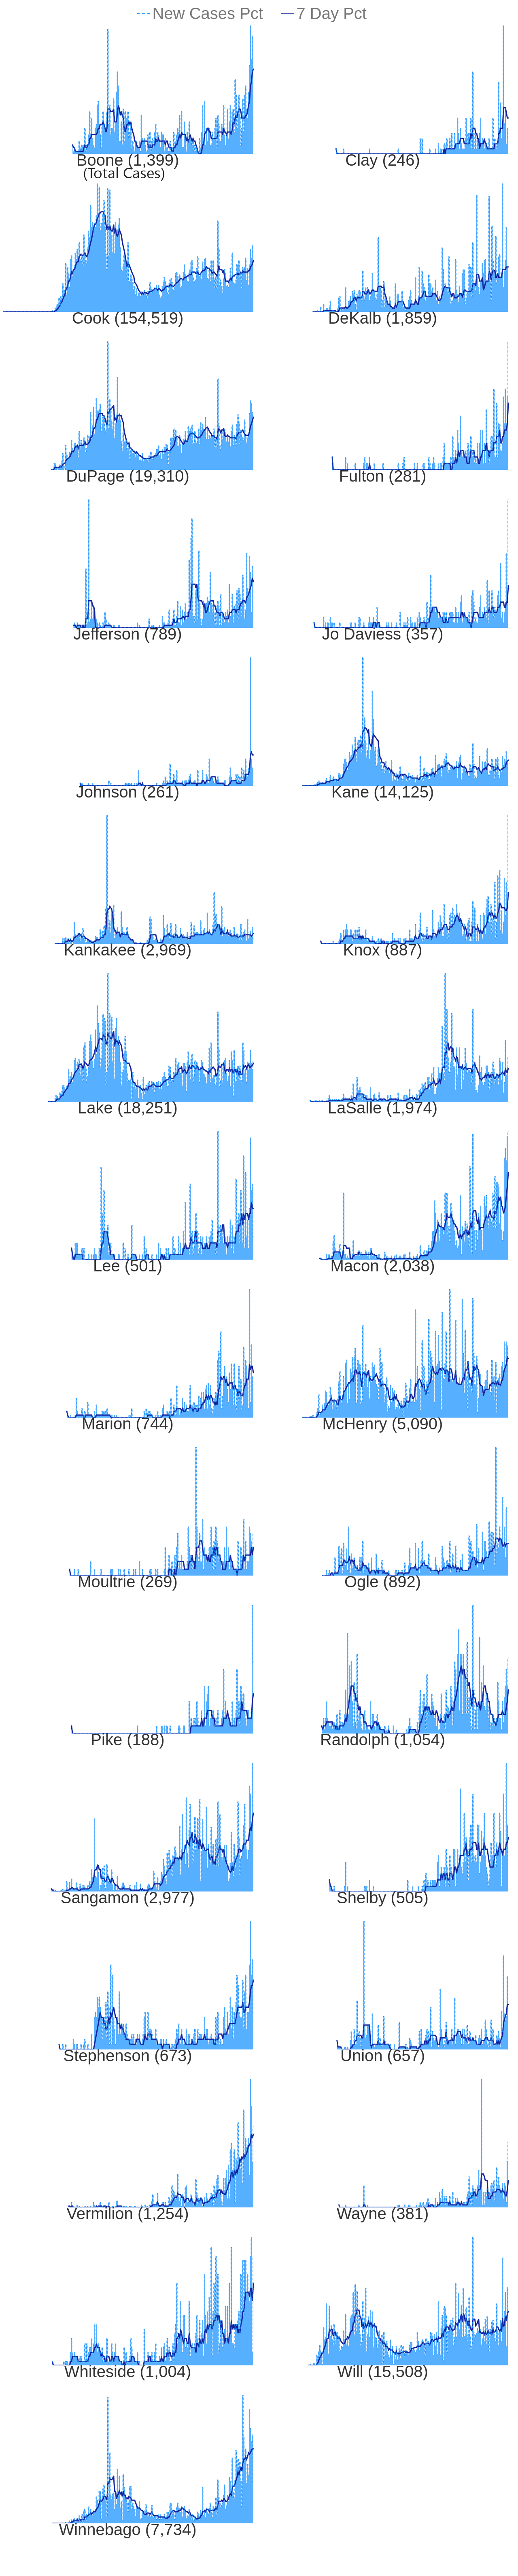 New Cases Pct 7 Day Pct
Boone (1,399) Clay (246)
(Total Cases)
Cook (154,519) DeKalb (1,859)
DuPage (19,310) Fulton (281)
Jefferson (789) Jo Daviess (357)
Johnson (261) Kane (14,125)
Kankakee (2,969) Knox (887)
Lake (18,251) LaSalle (1,974)
Lee (501) Macon (2,038)
Marion (744) McHenry (5,090)
Moultrie (269) Ogle (892)
Pike (188) Randolph (1,054)
Sangamon (2,977) Shelby (505)
Stephenson (673) Union (657)
Vermilion (1,254) Wayne (381)
Whiteside (1,004) Will (15,508)
Winnebago (7,734)